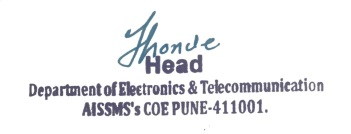 Head
Department of Electronics & Telecommunication
AISSMS's COE PUNE-411001.